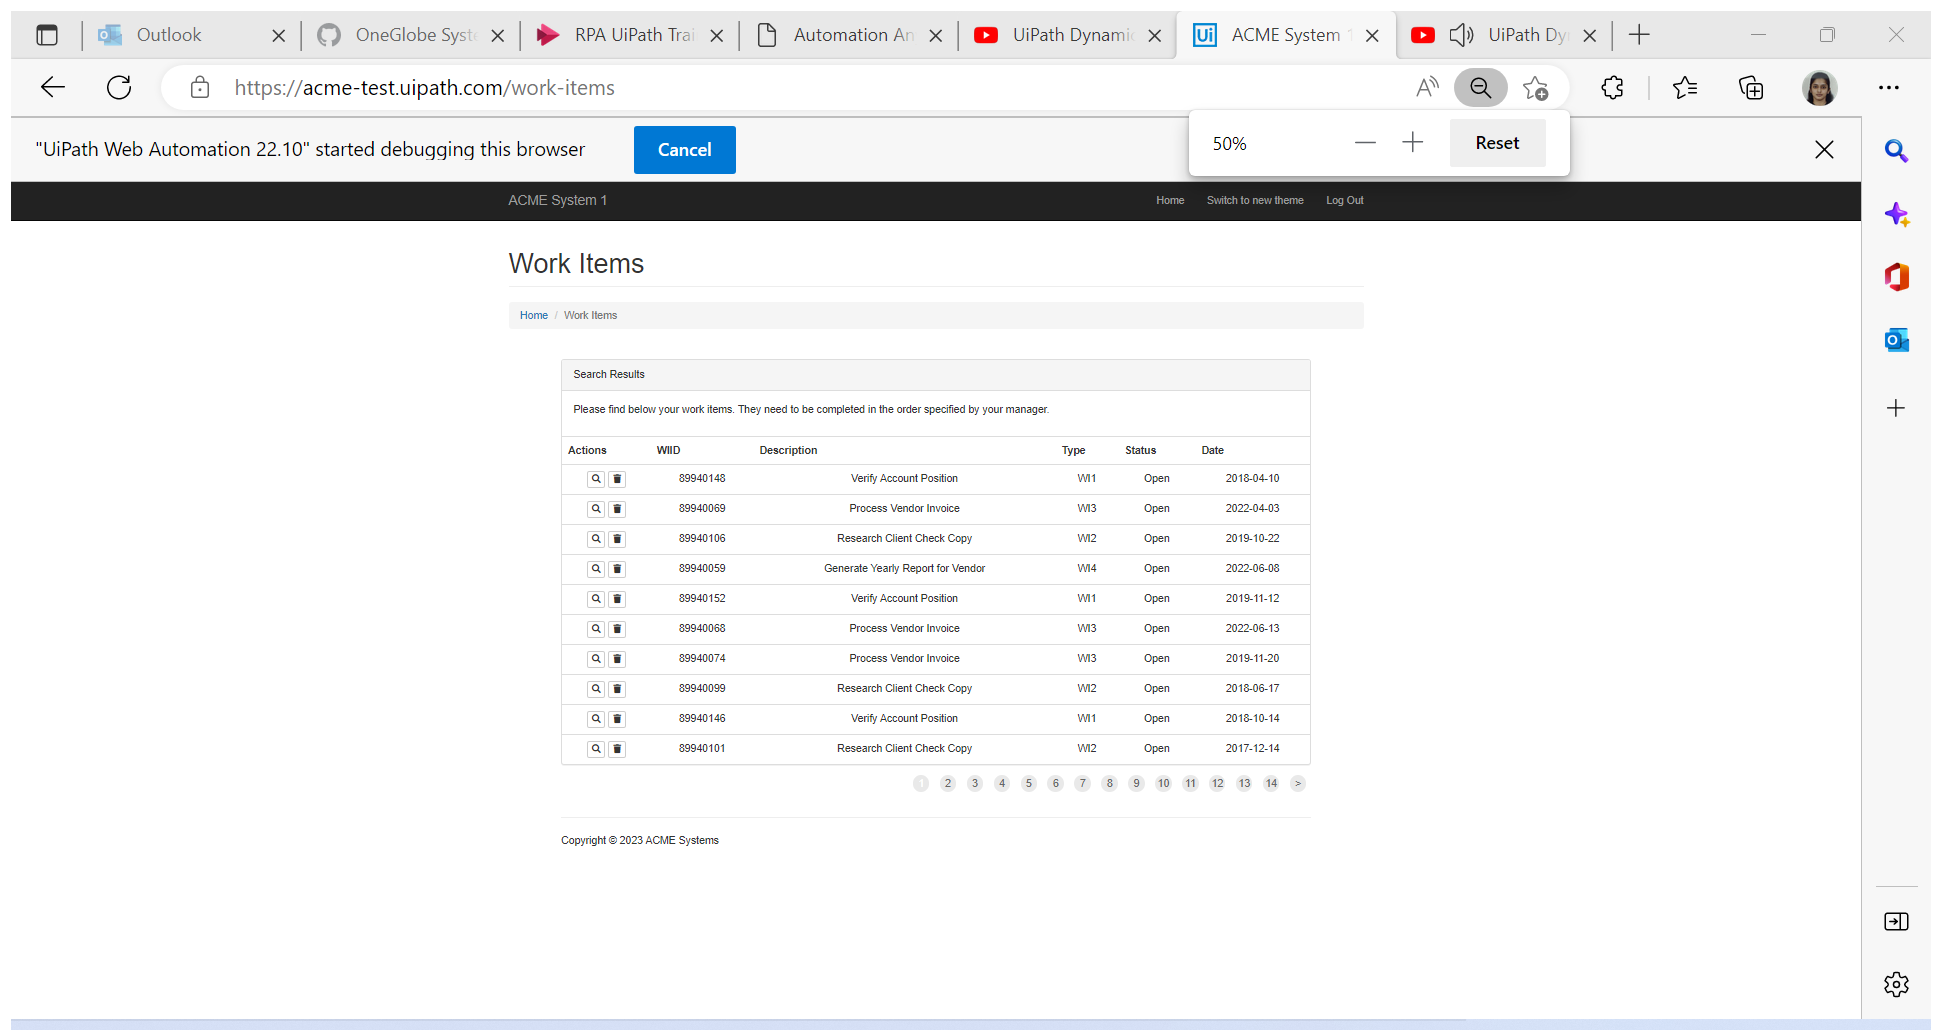 Outlook
OneGlobe Syste
RPA UiPath Trai
Automation An
UiPath Dynamic
Ui ACME System 1
UiPath Dy
https://acme-test.uipath.com/work-items
50% Reset
"UiPath Web Automation 22.10" started debugging this browser Cancel
ACME System 1 Home Switch to new theme Log Out
Work Items
Home / Work Items
Search Results
Please find below your work items. They need to be completed in the order specified by your manager.
Actions WIID Description Type Status Date
89940148 Verify Account Position WI1 Open 2018-04-10
89940069 Process Vendor Invoice WI3 Open 2022-04-03
89940106 Research Client Check Copy WI2 Open 2019-10-22
89940059 Generate Yearly Report for Vendor WI4 Open 2022-06-08
89940152 Verify Account Position WI1 Open 2019-11-12
89940068 Process Vendor Invoice WI3 Open 2022-06-13
89940074 Process Vendor Invoice WI3 Open 2019-11-20
89940099 Research Client Check Copy WI2 Open 2018-06-17
89940146 Verify Account Position WI1 Open 2018-10-14
89940101 Research Client Check Copy WI2 Open 2017-12-14
1 2 3 4 5 6 7 8 9 10 11 12 13 14 >
Copyright © 2023 ACME Systems